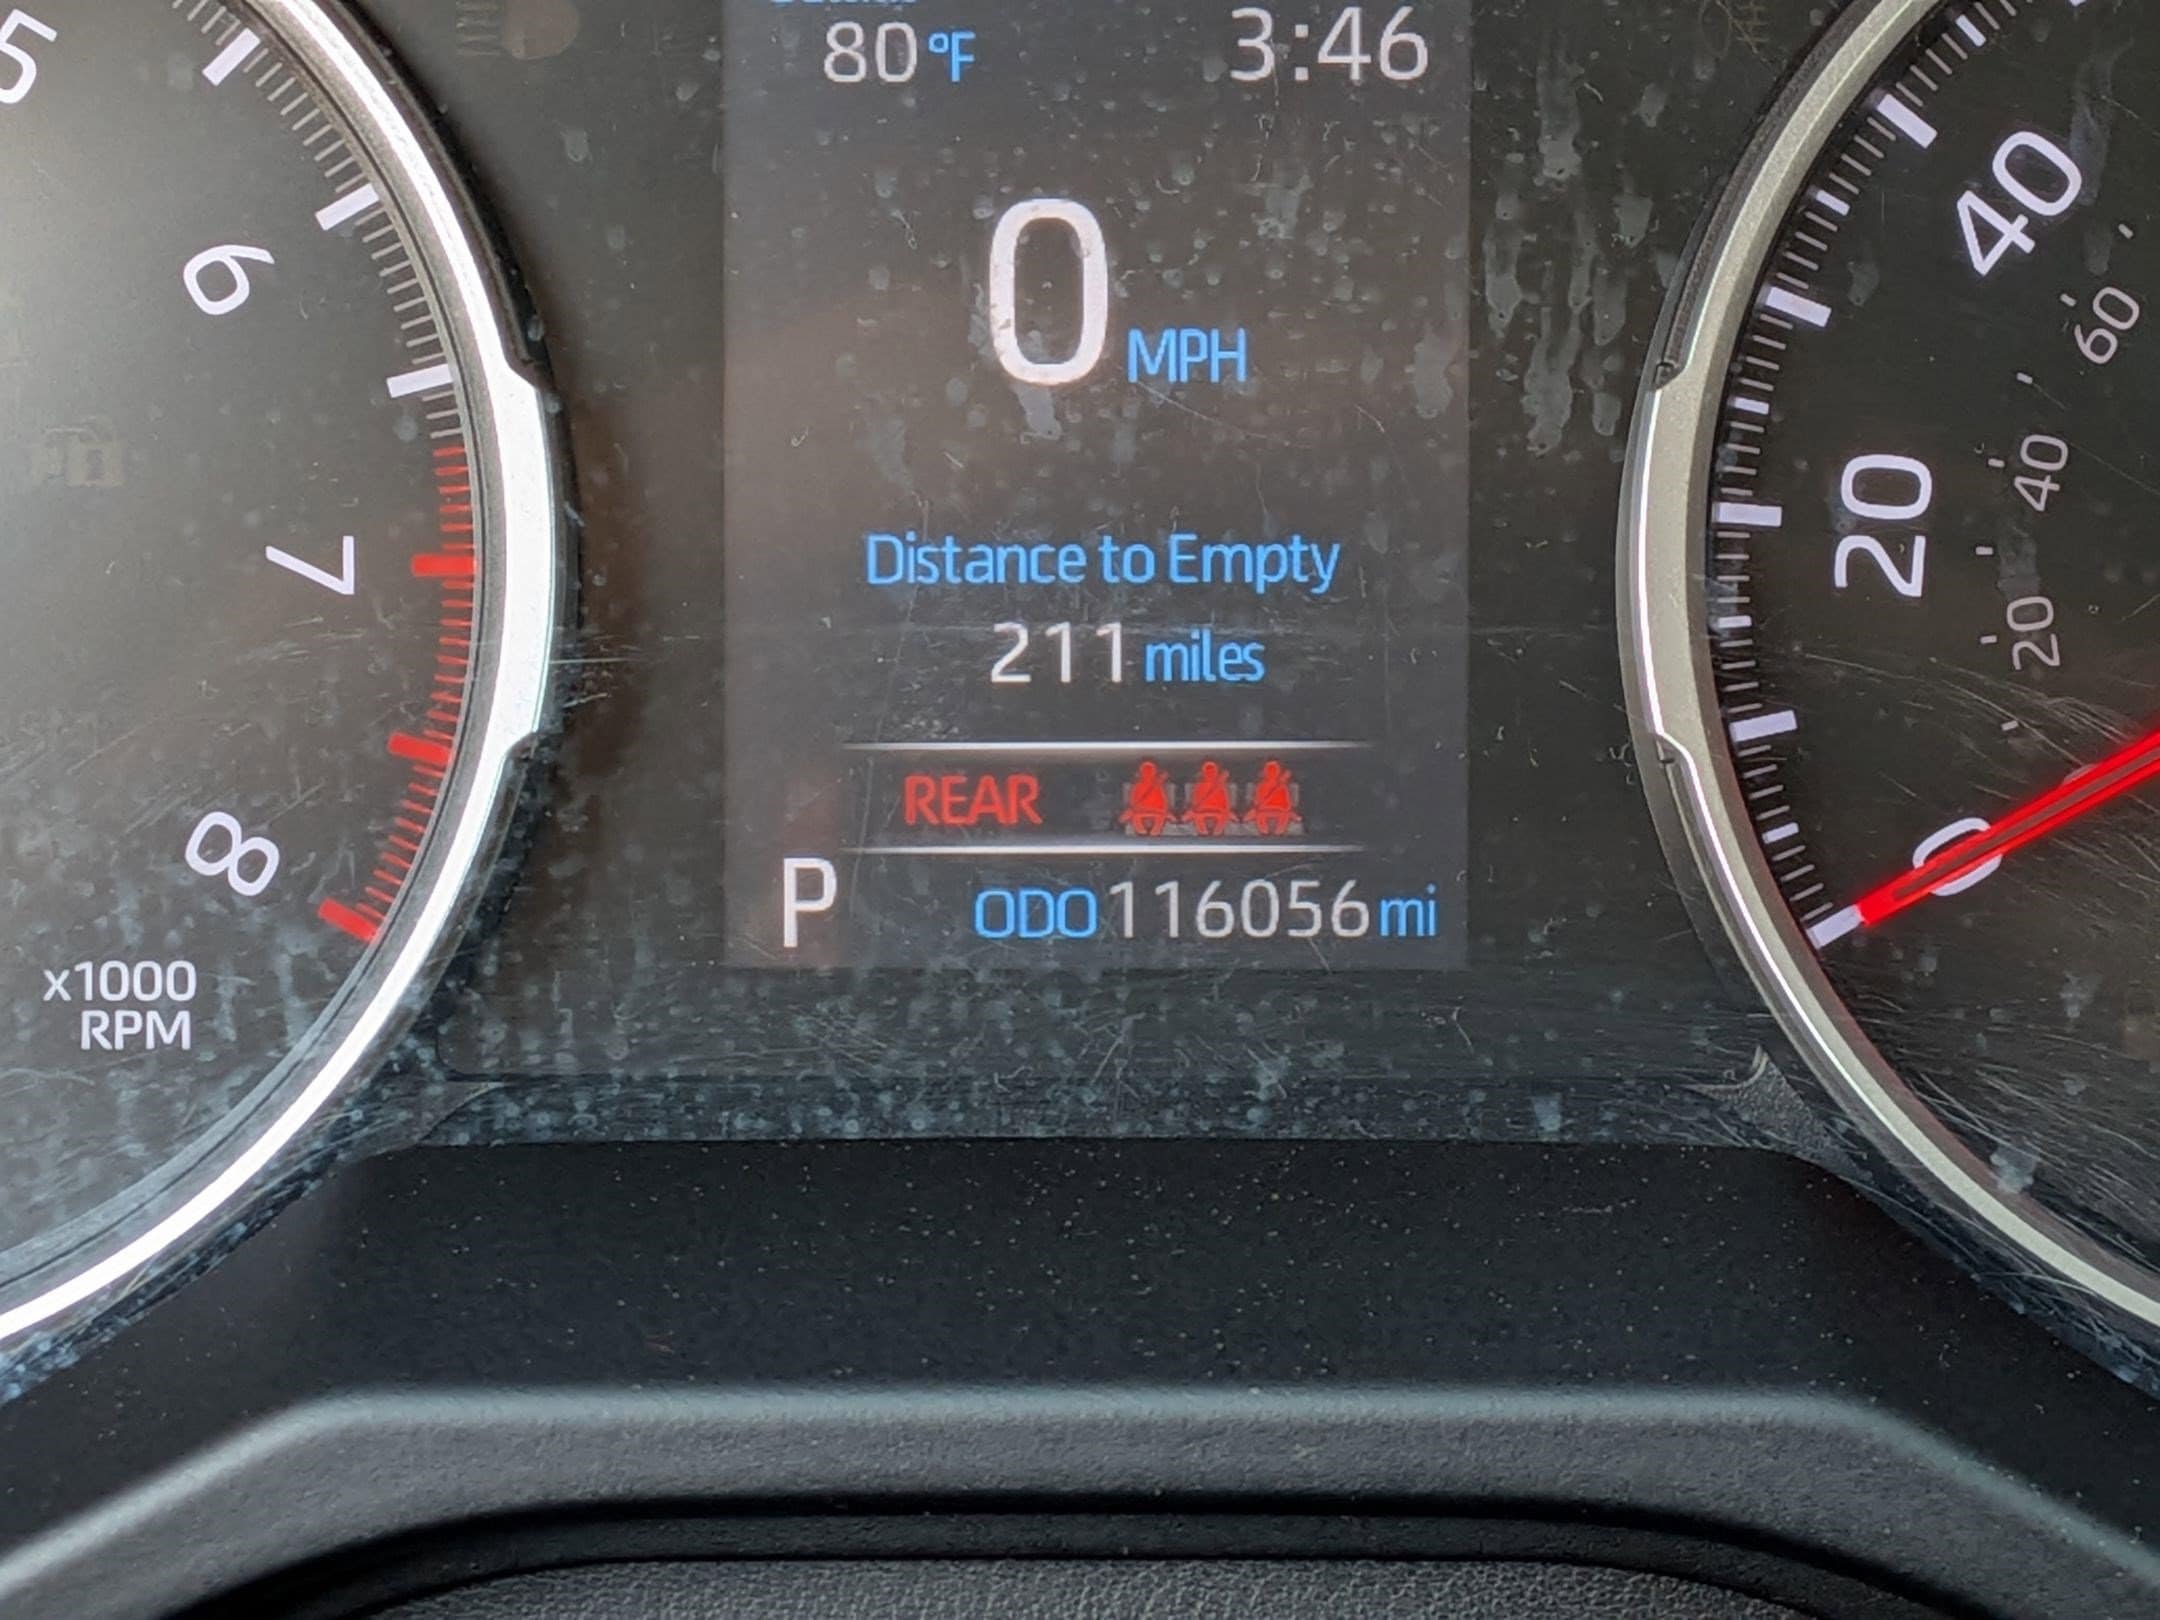 80°F 3:46
0 MPH
Distance to Empty
211 miles
REAR
P ODO 116056 mi
5
6
7
8
x1000
RPM
40
20
0
60
40
20